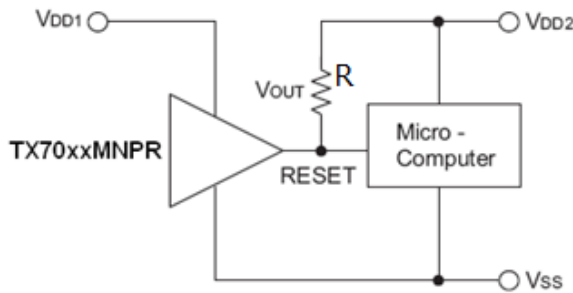 VDD1
VDD2
R
VOUT
TX70xxMNPR
Micro -
Computer
RESET
VSS